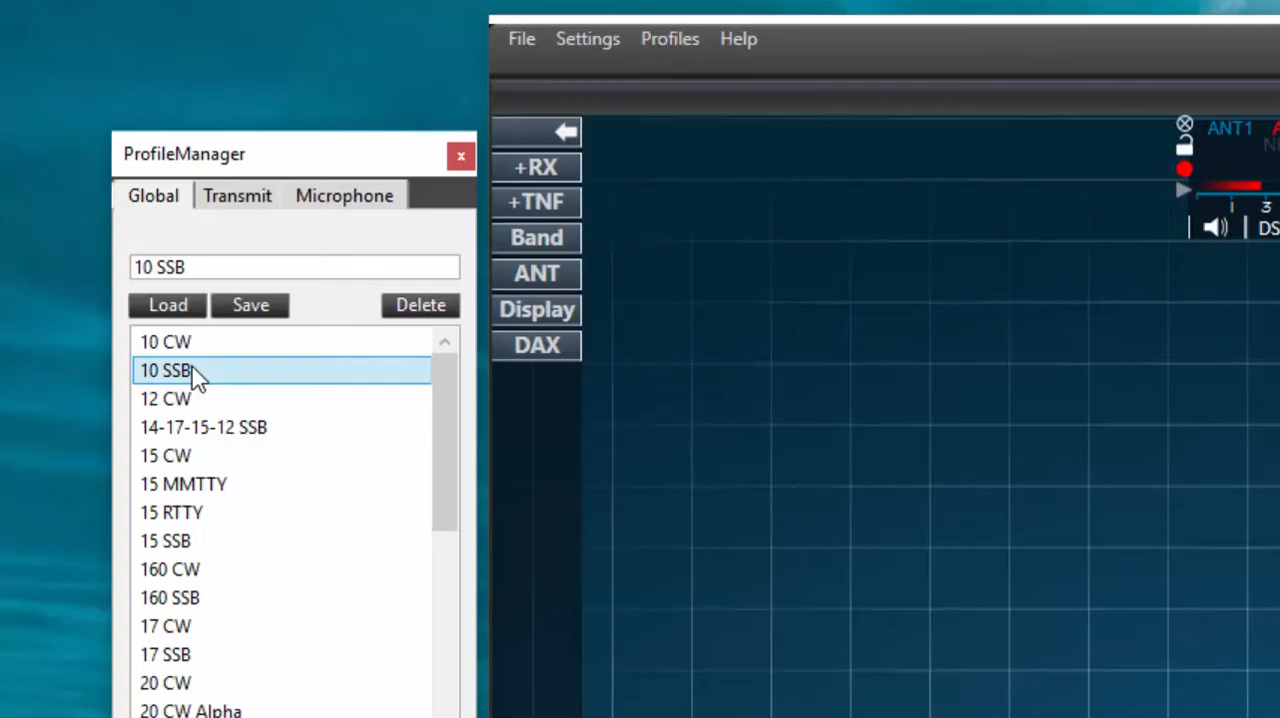 File Settings Profiles Help
ProfileManager
x
Global Transmit Microphone
10 SSB
Load Save Delete
10 CW
10 SSB
12 CW
14-17-15-12 SSB
15 CW
15 MMTTY
15 RTTY
15 SSB
160 CW
160 SSB
17 CW
17 SSB
20 CW
20 CW Alpha
+RX
+TNF
Band
ANT
Display
DAX
ANT1
1 3
DS